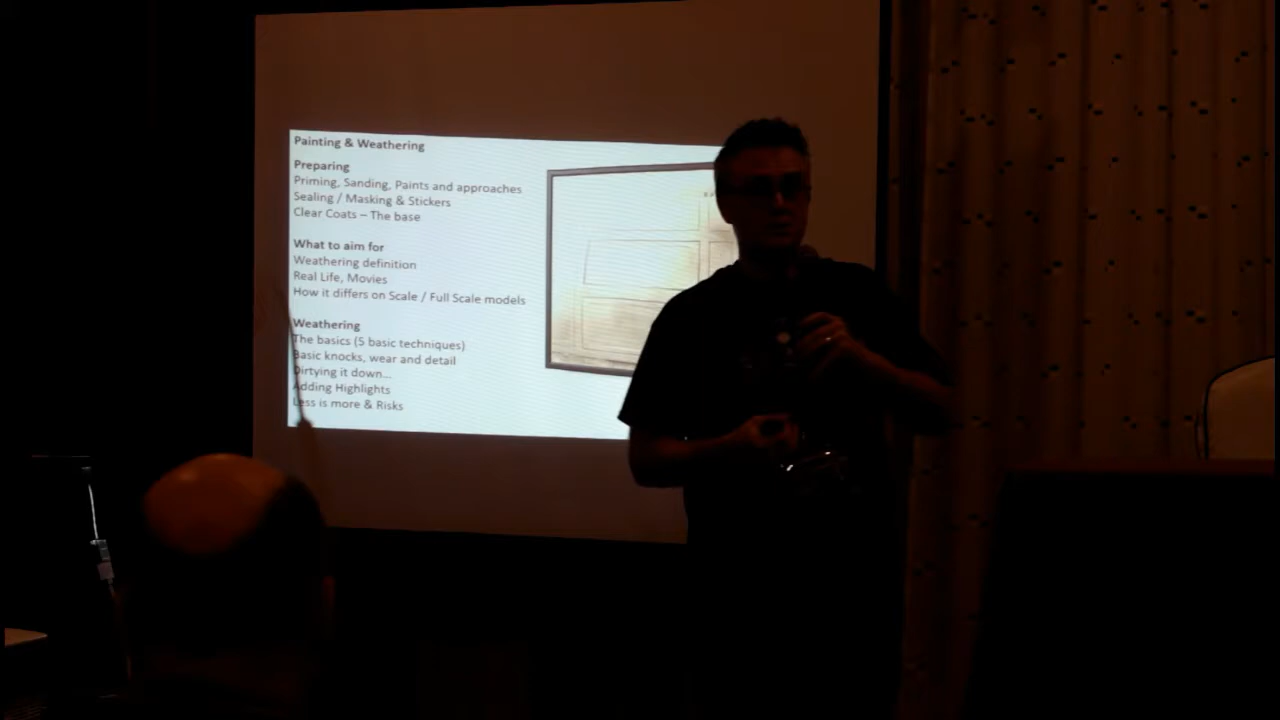 Painting & Weathering
Preparing
Priming, Sanding, Paints and approaches
Sealing / Masking & Stickers
Clear Coats – The base
What to aim for
Weathering definition
Real Life, Movies
How it differs on Scale / Full Scale models
Weathering
The basics (5 basic techniques)
Basic knocks, wear and detail
Dirtying it down...
Adding Highlights
Less is more & Risks